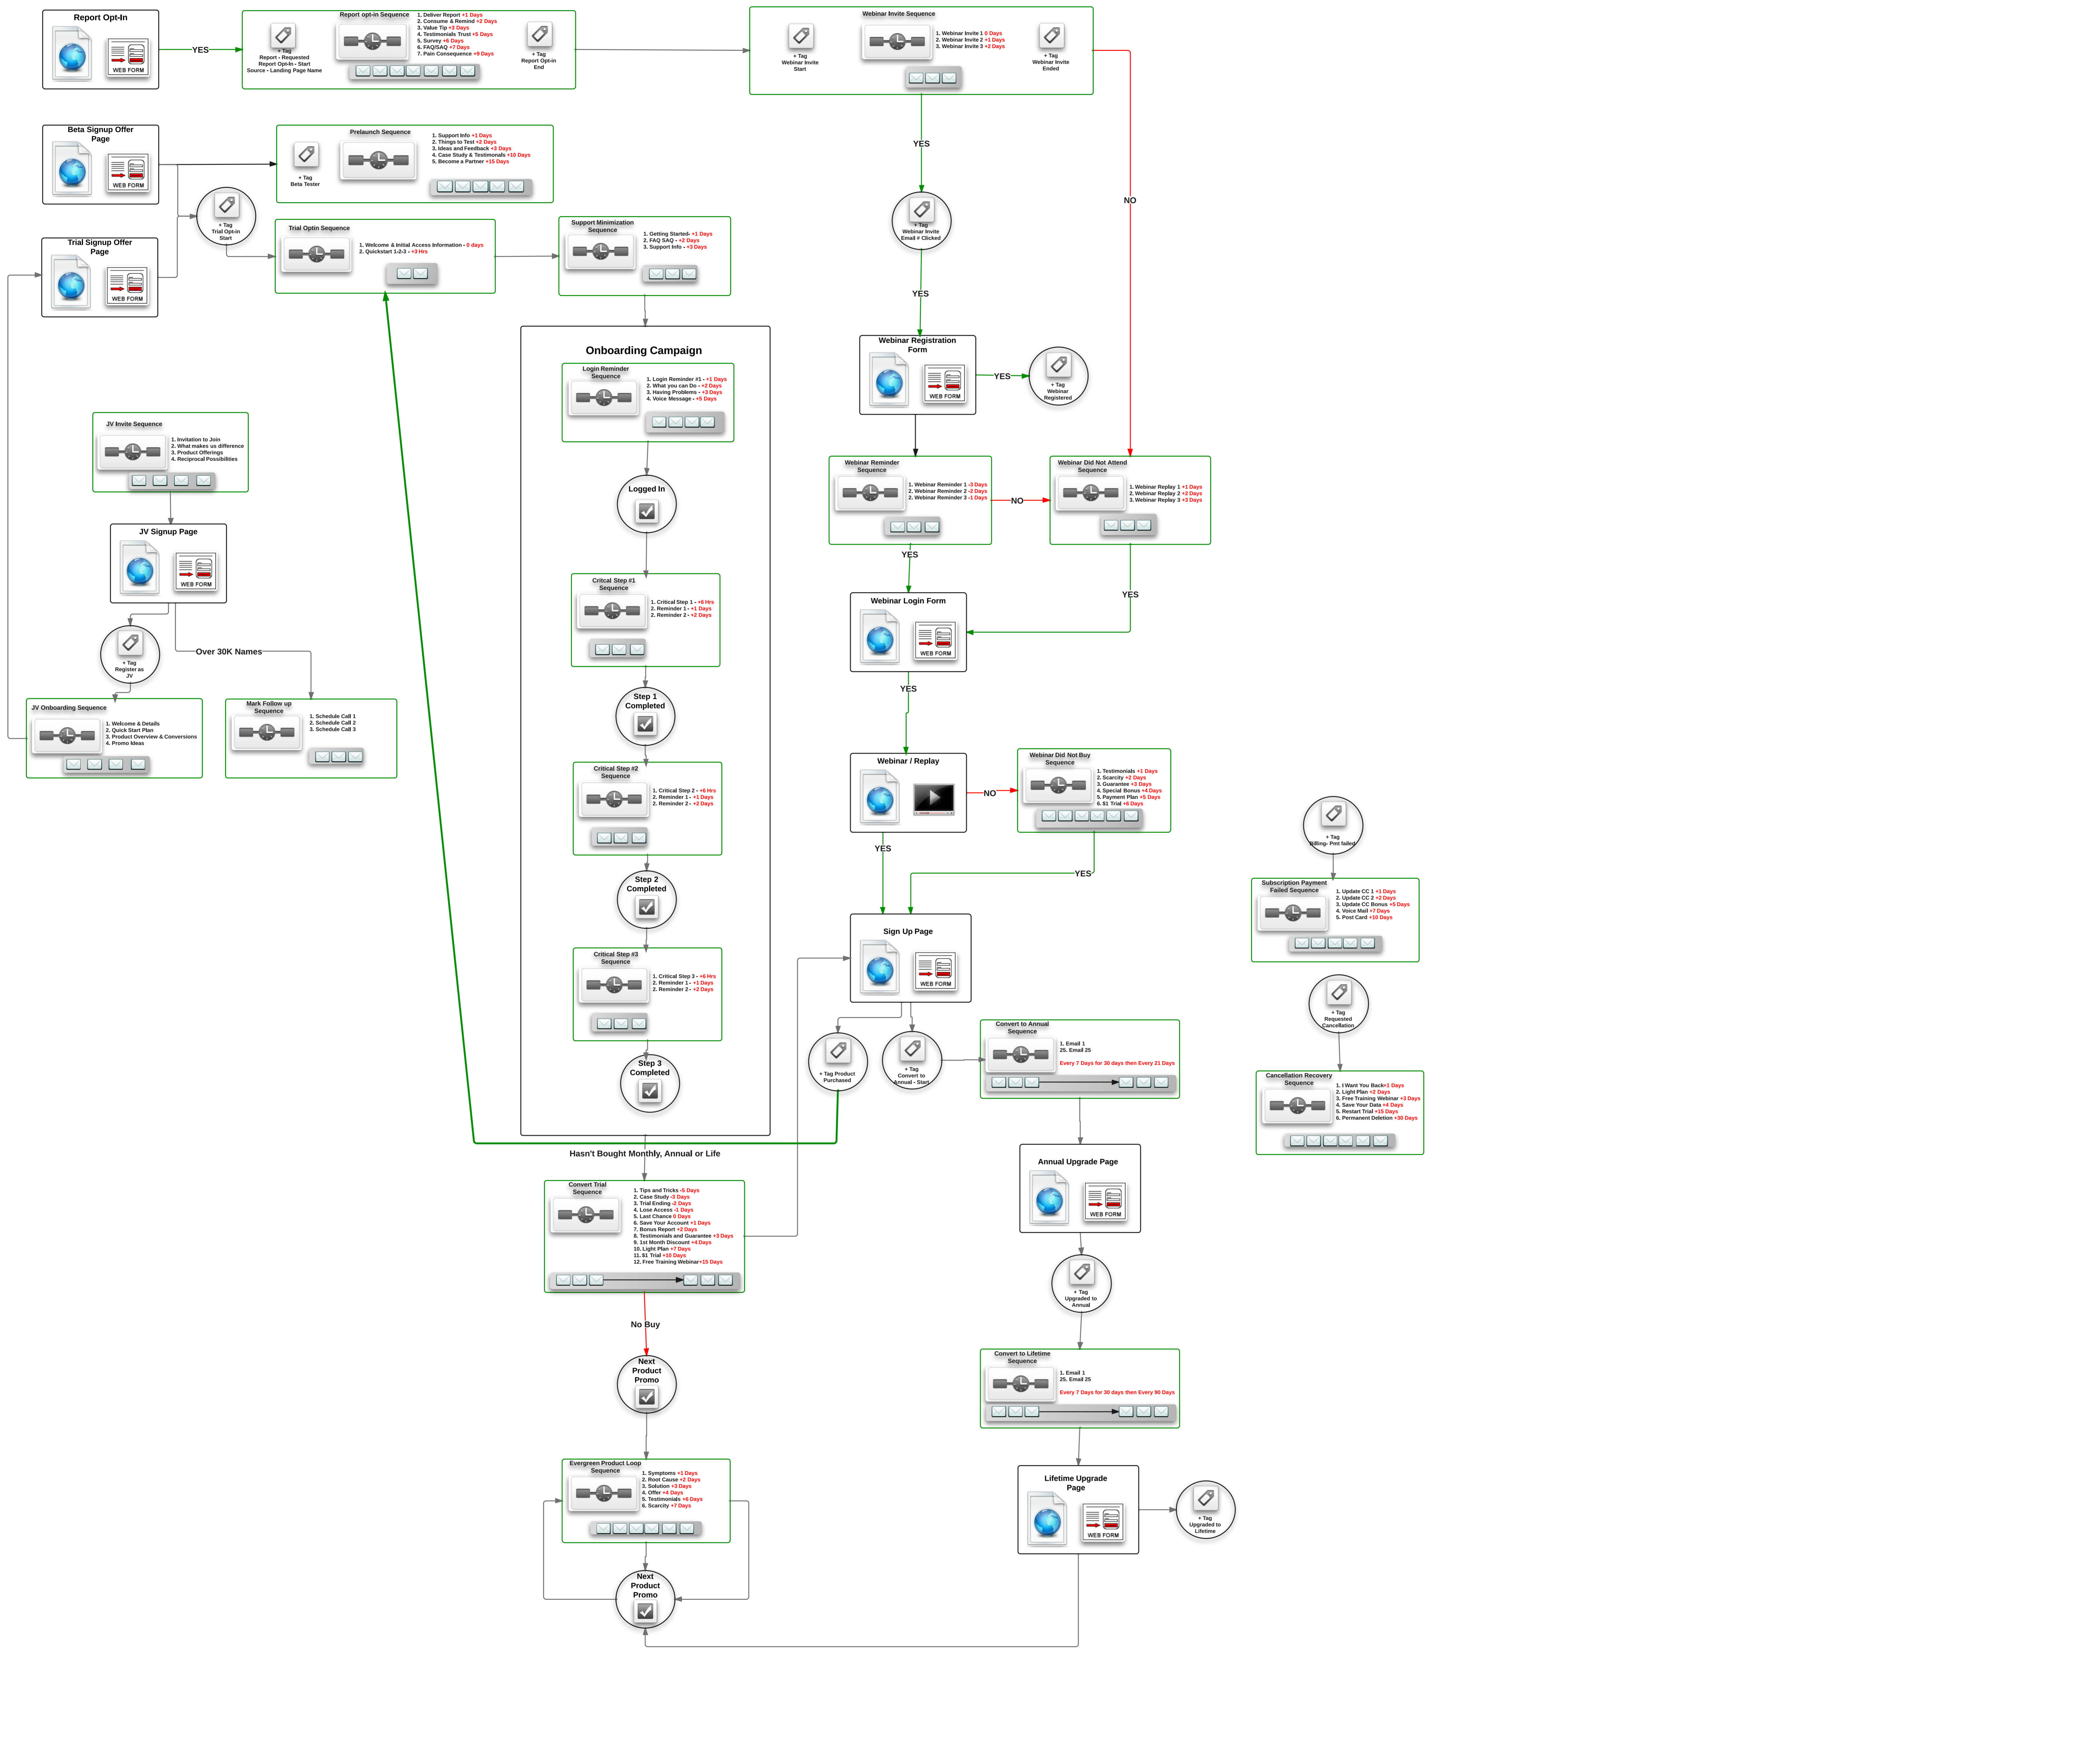 Report Opt-In
WEB FORM
YES
+ Tag
Report - Requested
Report Opt-In - Start
Source - Landing Page Name
Report opt-in Sequence
1. Deliver Report +1 Days
2. Consume & Remind +2 Days
3. Value Tip +3 Days
4. Testimonials Trust +5 Days
5. Survey +6 Days
6. FAQ/SAQ +7 Days
7. Pain Consequence +9 Days
+ Tag
Report Opt-in
End
Webinar Invite Sequence
+ Tag
Webinar Invite
Start
1. Webinar Invite 1 0 Days
2. Webinar Invite 2 +1 Days
3. Webinar Invite 3 +2 Days
+ Tag
Webinar Invite
Ended
YES
NO
Beta Signup Offer
Page
WEB FORM
Prelaunch Sequence
+ Tag
Beta Tester
1. Support Info +1 Days
2. Things to Test +2 Days
3. Ideas and Feedback +3 Days
4. Case Study & Testimonals +10 Days
5. Become a Partner +15 Days
+ Tag
Trial Opt-in
Start
Trial Signup Offer
Page
WEB FORM
Trial Optin Sequence
1. Welcome & Initial Access Information - 0 days
2. Quickstart 1-2-3 - +3 Hrs
Support Minimization
Sequence
1. Getting Started- +1 Days
2. FAQ SAQ - +2 Days
3. Support Info - +3 Days
+ Tag
Webinar Invite
Email # Clicked
YES
Onboarding Campaign
Login Reminder
Sequence
1. Login Reminder #1 - +1 Days
2. What you can Do - +2 Days
3. Having Problems - +3 Days
4. Voice Message - +5 Days
Webinar Registration
Form
WEB FORM
YES
+ Tag
Webinar
Registered
JV Invite Sequence
1. Invitation to Join
2. What makes us difference
3. Product Offerings
4. Reciprocal Possibilities
Logged In
Webinar Reminder
Sequence
1. Webinar Reminder 1 -3 Days
2. Webinar Reminder 2 -2 Days
3. Webinar Reminder 3 -1 Days
NO
Webinar Did Not Attend
Sequence
1. Webinar Replay 1 +1 Days
2. Webinar Replay 2 +2 Days
3. Webinar Replay 3 +3 Days
YES
YES
JV Signup Page
WEB FORM
Critcal Step #1
Sequence
1. Critical Step 1 - +6 Hrs
2. Reminder 1 - +1 Days
2. Reminder 2 - +2 Days
Webinar Login Form
WEB FORM
+ Tag
Register as
JV
Over 30K Names
YES
Step 1
Completed
JV Onboarding Sequence
1. Welcome & Details
2. Quick Start Plan
3. Product Overview & Conversions
4. Promo Ideas
Mark Follow up
Sequence
1. Schedule Call 1
2. Schedule Call 2
3. Schedule Call 3
Critical Step #2
Sequence
1. Critical Step 2 - +6 Hrs
2. Reminder 1 - +1 Days
2. Reminder 2 - +2 Days
Webinar / Replay
NO
Webinar Did Not Buy
Sequence
1. Testimonials +1 Days
2. Scarcity +2 Days
3. Guarantee +3 Days
4. Special Bonus +4 Days
5. Payment Plan +5 Days
6. $1 Trial +6 Days
YES
YES
+ Tag
Billing- Pmt failed
Step 2
Completed
Subscription Payment
Failed Sequence
1. Update CC 1 +1 Days
2. Update CC 2 +2 Days
3. Update CC Bonus +5 Days
4. Voice Mail +7 Days
5. Post Card +10 Days
Sign Up Page
WEB FORM
Critical Step #3
Sequence
1. Critical Step 3 - +6 Hrs
2. Reminder 1 - +1 Days
2. Reminder 2 - +2 Days
+ Tag
Requested
Cancellation
Step 3
Completed
+ Tag Product
Purchased
+ Tag
Convert to
Annual - Start
Convert to Annual
Sequence
1. Email 1
25. Email 25
Every 7 Days for 30 days then Every 21 Days
Cancellation Recovery
Sequence
1. I Want You Back+1 Days
2. Light Plan +2 Days
3. Free Training Webinar +3 Days
4. Save Your Data +4 Days
5. Restart Trial +15 Days
6. Permanent Deletion +30 Days
Hasn't Bought Monthly, Annual or Life
Annual Upgrade Page
WEB FORM
Convert Trial
Sequence
1. Tips and Tricks -5 Days
2. Case Study -3 Days
3. Trial Ending -2 Days
4. Lose Access -1 Days
5. Last Chance 0 Days
6. Save Your Account +1 Days
7. Bonus Report +2 Days
8. Testimonials and Guarantee +3 Days
9. 1st Month Discount +4 Days
10. Light Plan +7 Days
11. $1 Trial +10 Days
12. Free Training Webinar+15 Days
+ Tag
Upgraded to
Annual
No Buy
Next
Product
Promo
Convert to Lifetime
Sequence
1. Email 1
25. Email 25
Every 7 Days for 30 days then Every 90 Days
Evergreen Product Loop
Sequence
1. Symptoms +1 Days
2. Root Cause +2 Days
3. Solution +3 Days
4. Offer +4 Days
5. Testimonials +6 Days
6. Scarcity +7 Days
Lifetime Upgrade
Page
WEB FORM
+ Tag
Upgraded to
Lifetime
Next
Product
Promo